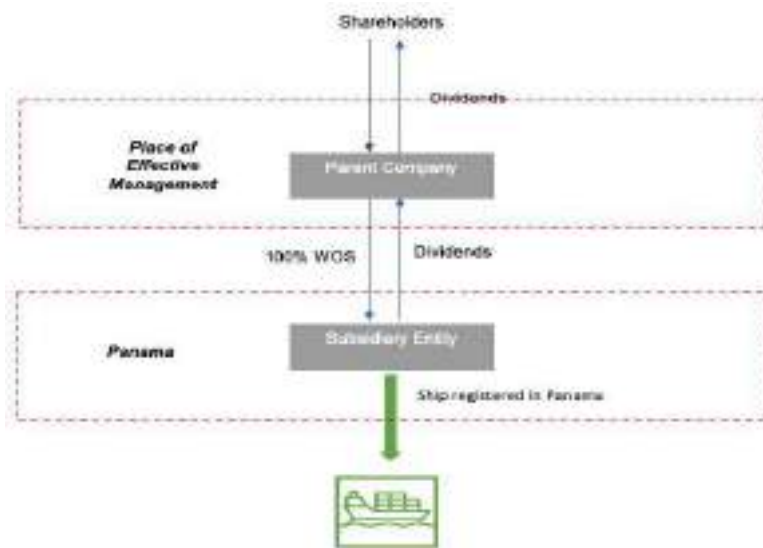 Shareholders
Dividends
Place of
Effective
Management
Parent Company
100% WOS
Dividends
Panama
Subsidiary Entity
Ship registered in Panama